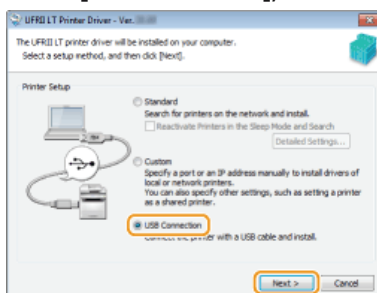 UFRII LT Printer Driver - Ver.
The UFRII LT printer driver will be installed on your computer.
Select a setup method, and then click [Next].
Printer Setup
Standard
Search for printers on the network and install.
Reactivate Printers in the Sleep Mode and Search
Detailed Settings...
Custom
Specify a port or an IP address manually to install drivers of
local or network printers.
You can also specify other settings, such as setting a printer
as a shared printer.
USB Connection
Connect the printer with a USB cable and install.
Next >
Cancel